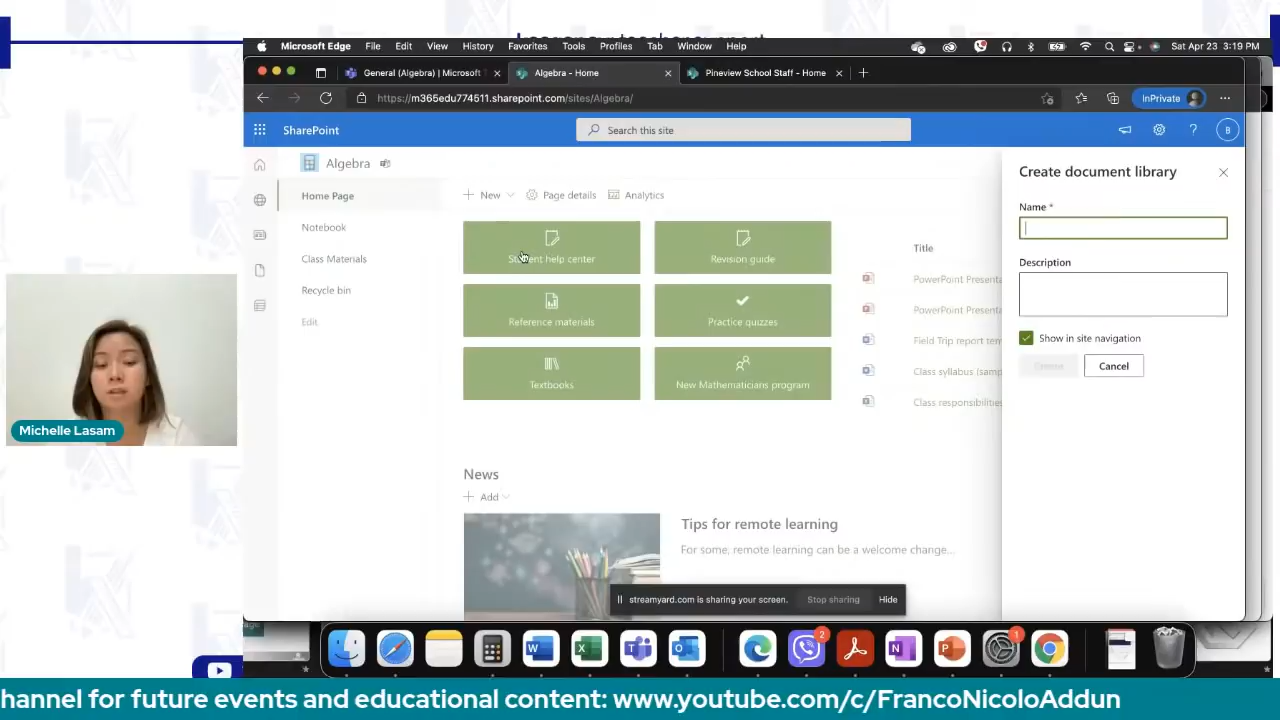 Microsoft Edge File Edit View History Favorites Tools Profiles Tab Window Help
Sat Apr 23 3:19 PM
General (Algebra) | Microsoft T
Algebra - Home
Pineview School Staff - Home
https://m365edu774511.sharepoint.com/sites/Algebra/
InPrivate
SharePoint
Search this site
B
Algebra
Home Page
Notebook
Class Materials
Recycle bin
Edit
New
Page details
Analytics
Student help center
Revision guide
Reference materials
Practice quizzes
Textbooks
New Mathematicians program
Title
PowerPoint Presenta
PowerPoint Presenta
Field Trip report tem
Class syllabus (samp
Class responsibilities
News
Add
Tips for remote learning
For some, remote learning can be a welcome change...
Create document library
Name *
Description
Show in site navigation
Create
Cancel
streamyard.com is sharing your screen.
Stop sharing
Hide
2
1
Michelle Lasam
hannel for future events and educational content: www.youtube.com/c/FrancoNicoloAddun